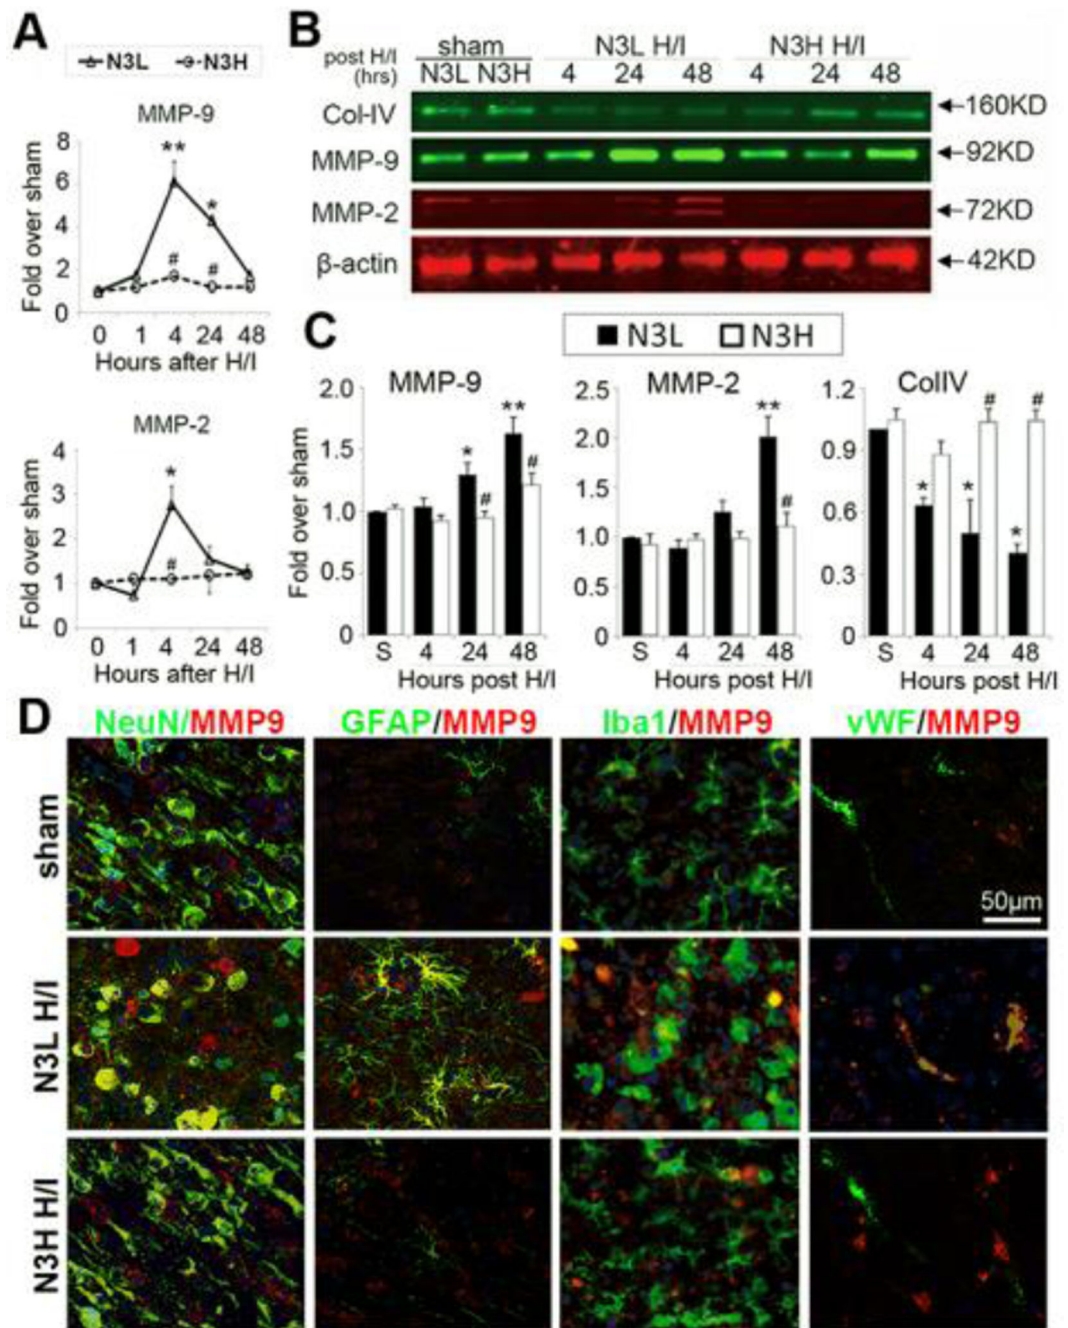 A
N3L N3H
MMP-9
8
6
4
2
0
Fold over sham
** * # #
0 1 4 24 48
Hours after H/I
MMP-2
4
3
2
1
0
Fold over sham
* #
0 1 4 24 48
Hours after H/I
B
post H/I
(hrs)
sham N3L H/I N3H H/I
N3L N3H 4 24 48 4 24 48
Col-IV 160KD
MMP-9 92KD
MMP-2 72KD
β-actin 42KD
C
N3L N3H
MMP-9
2.0
1.5
1.0
0.5
0
Fold over sham
* # ** #
S 4 24 48
Hours post H/I
MMP-2
2.5
2.0
1.5
1.0
0.5
0
** #
S 4 24 48
Hours post H/I
ColIV
1.2
0.9
0.6
0.3
0
* * # * #
S 4 24 48
Hours post H/I
D
NeuN/MMP9 GFAP/MMP9 Iba1/MMP9 vWF/MMP9
sham
50µm
N3L H/I
N3H H/I